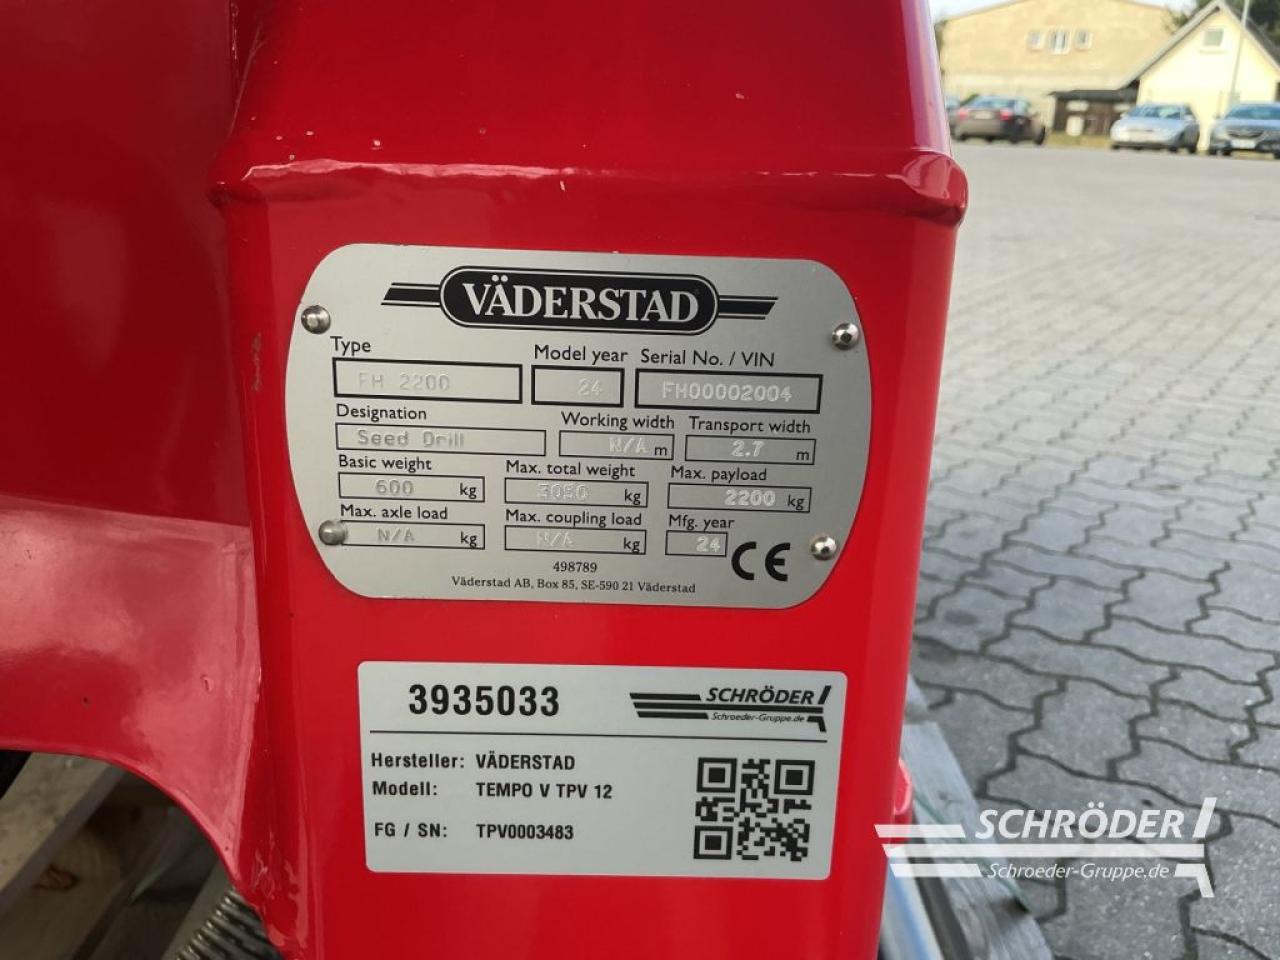 VÄDERSTAD
Type Model year Serial No. / VIN
FH 2200 24 FH00002004
Designation Working width Transport width
Seed Drill N/A m 2.7 m
Basic weight Max. total weight Max. payload
600 kg 3050 kg 2200 kg
Max. axle load Max. coupling load Mfg. year
N/A kg N/A kg 24 CE
498789
Väderstad AB, Box 85, SE-590 21 Väderstad
3935033 SCHRÖDER
Schroeder-Gruppe.de
Hersteller: VÄDERSTAD
Modell: TEMPO V TPV 12
FG / SN: TPV0003483
SCHRÖDER
Schroeder-Gruppe.de